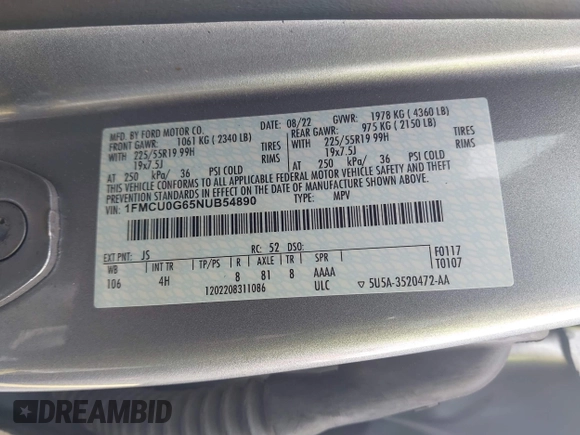 MFD. BY FORD MOTOR CO. DATE: 08/22 GVWR: 1978 KG ( 4360 LB)
FRONT GAWR: 1061 KG ( 2340 LB) REAR GAWR: 975 KG ( 2150 LB)
WITH 225/55R19 99H TIRES WITH 225/55R19 99H TIRES
19x7.5J RIMS 19x7.5J RIMS
AT 250 kPa/ 36 PSI COLD AT 250 kPa/ 36 PSI COLD
THIS VEHICLE CONFORMS TO ALL APPLICABLE FEDERAL MOTOR VEHICLE SAFETY AND THEFT
PREVENTION STANDARDS IN EFFECT ON THE DATE OF MANUFACTURE SHOWN ABOVE.
VIN: 1FMCU0G65NUB54890 TYPE: MPV
EXT PNT: JS RC: 52 DSO: F0117
WB INT TR TP/PS R AXLE TR SPR T0107
106 4H 8 81 8 AAAA
1202208311086 ULC ▽ 5U5A-3520472-AA
DREAMBID